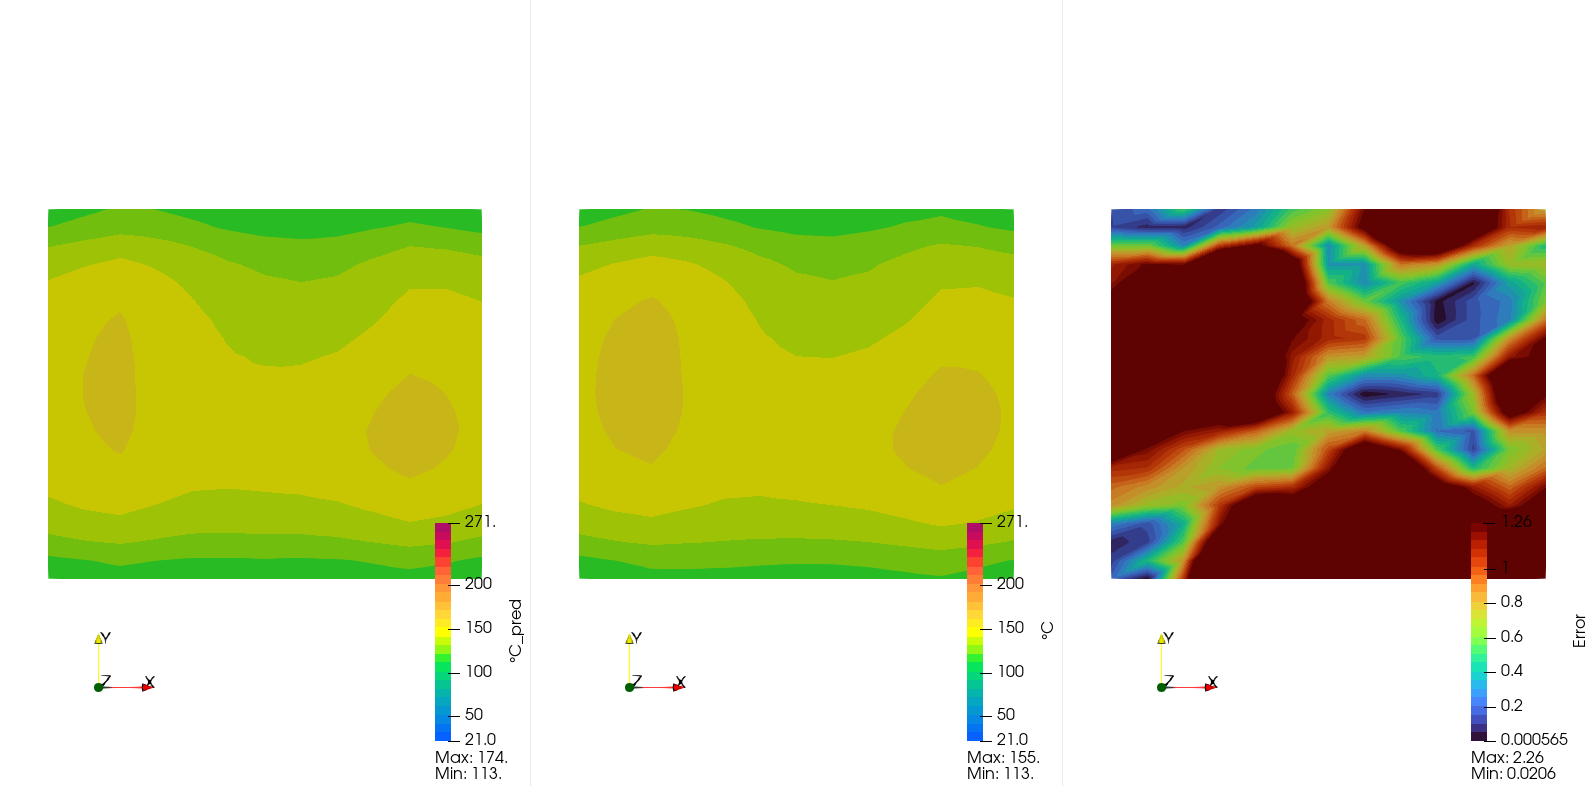 271.
200
150
100
50
21.0
°C_pred
Max: 174.
Min: 113.
Y
Z
X
271.
200
150
100
50
21.0
°C
Max: 155.
Min: 113.
Y
Z
X
1.26
1
0.8
0.6
0.4
0.2
0.000565
Error
Max: 2.26
Min: 0.0206
Y
Z
X